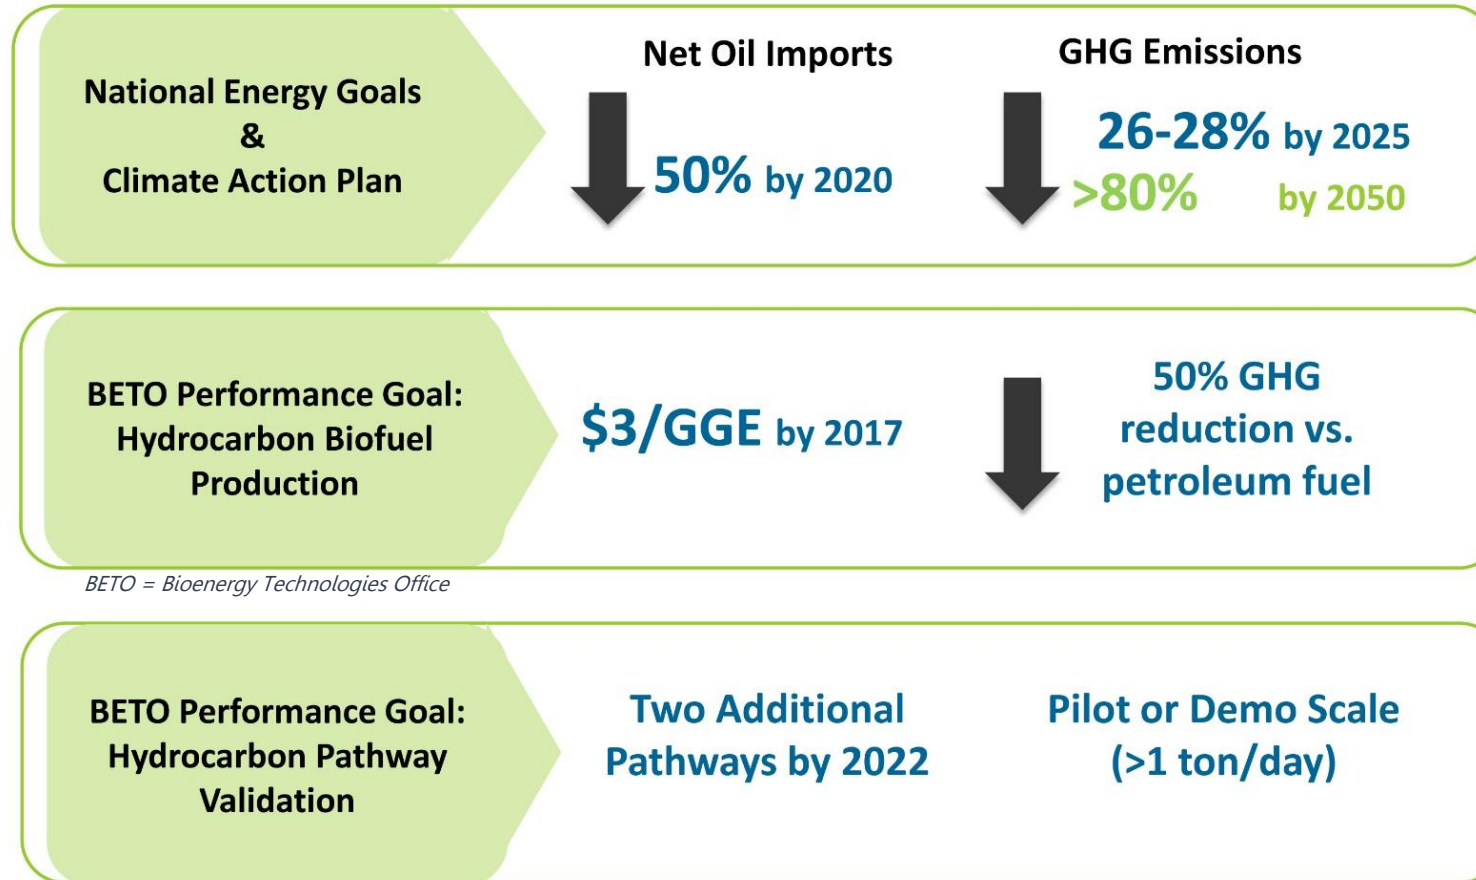 National Energy Goals
&
Climate Action Plan
Net Oil Imports
50% by 2020
GHG Emissions
26-28% by 2025
>80% by 2050
BETO Performance Goal:
Hydrocarbon Biofuel
Production
$3/GGE by 2017
50% GHG
reduction vs.
petroleum fuel
BETO = Bioenergy Technologies Office
BETO Performance Goal:
Hydrocarbon Pathway
Validation
Two Additional
Pathways by 2022
Pilot or Demo Scale
(>1 ton/day)